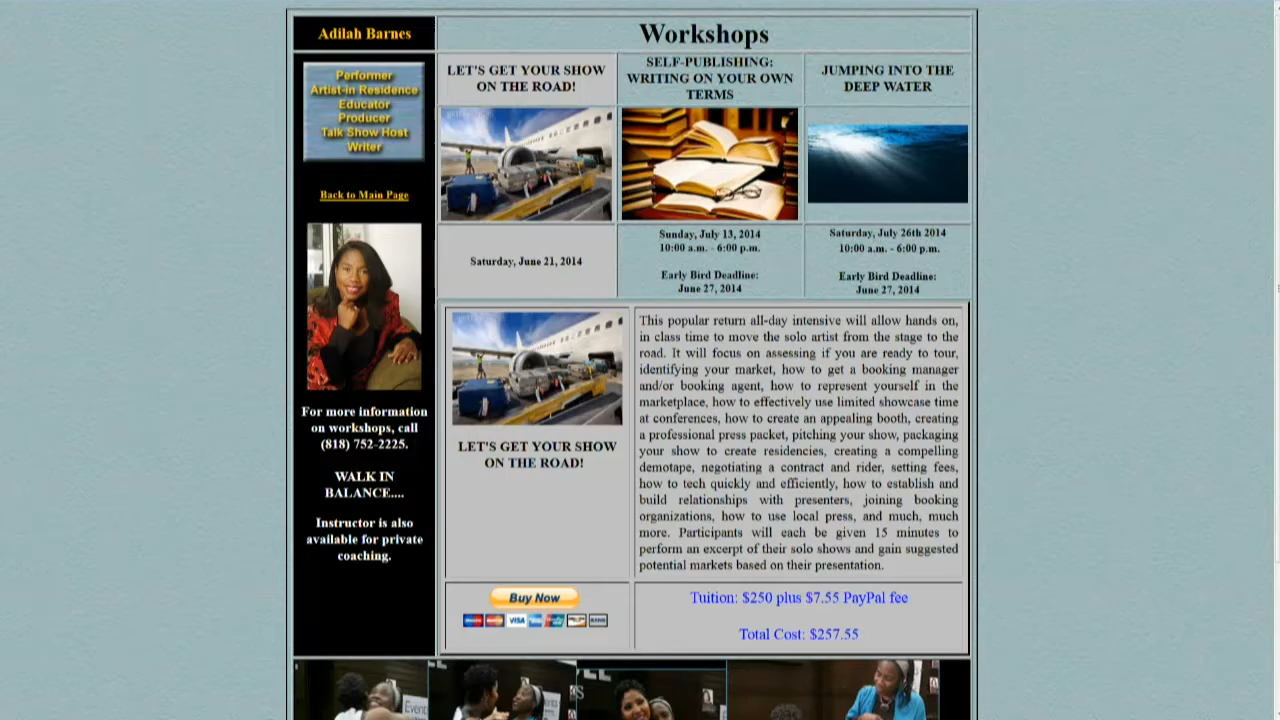 Adilah Barnes
Workshops
Performer
Artist-in Residence
Educator
Producer
Talk Show Host
Writer
Back to Main Page
For more information
on workshops, call
(818) 752-2225.
WALK IN
BALANCE....
Instructor is also
available for private
coaching.
LET'S GET YOUR SHOW
ON THE ROAD!
SELF-PUBLISHING:
WRITING ON YOUR OWN
TERMS
JUMPING INTO THE
DEEP WATER
Saturday, June 21, 2014
Sunday, July 13, 2014
10:00 a.m. - 6:00 p.m.
Early Bird Deadline:
June 27, 2014
Saturday, July 26th 2014
10:00 a.m. - 6:00 p.m.
Early Bird Deadline:
June 27, 2014
LET'S GET YOUR SHOW
ON THE ROAD!
This popular return all-day intensive will allow hands on,
in class time to move the solo artist from the stage to the
road. It will focus on assessing if you are ready to tour,
identifying your market, how to get a booking manager
and/or booking agent, how to represent yourself in the
marketplace, how to effectively use limited showcase time
at conferences, how to create an appealing booth, creating
a professional press packet, pitching your show, packaging
your show to create residencies, creating a compelling
demotape, negotiating a contract and rider, setting fees,
how to tech quickly and efficiently, how to establish and
build relationships with presenters, joining booking
organizations, how to use local press, and much, much
more. Participants will each be given 15 minutes to
perform an excerpt of their solo shows and gain suggested
potential markets based on their presentation.
Buy Now
VISA
Tuition: $250 plus $7.55 PayPal fee
Total Cost: $257.55